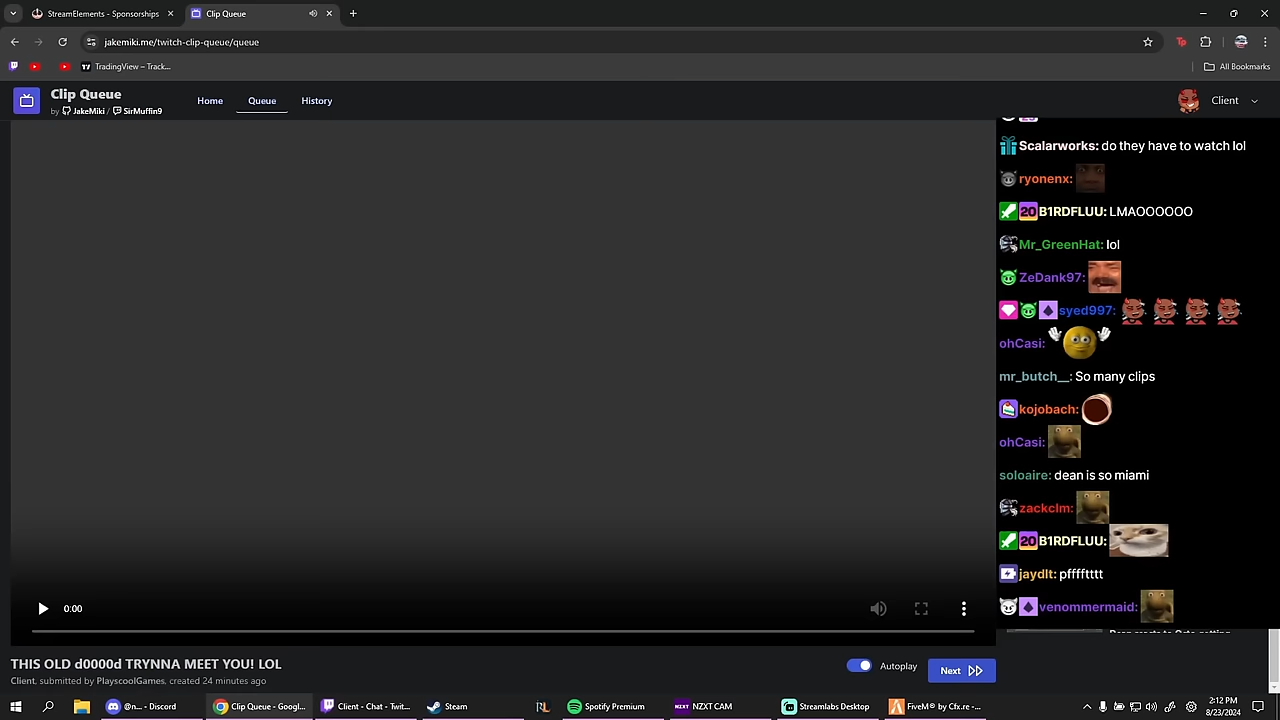 StreamElements - Sponsorships
Clip Queue
jakemiki.me/twitch-clip-queue/queue
TradingView – Track...
All Bookmarks
Clip Queue
by JakeMiki / SirMuffin9
Home
Queue
History
Client
Scalarworks: do they have to watch lol
ryonenx:
20 B1RDFLUU: LMAOOOOOO
Mr_GreenHat: lol
ZeDank97:
syed997:
ohCasi:
mr_butch__: So many clips
kojobach:
ohCasi:
soloaire: dean is so miami
zackclm:
20 B1RDFLUU:
jaydlt: pffffttt
venommermaid:
0:00
THIS OLD d0000d TRYNNA MEET YOU! LOL
Client, submitted by PlayscoolGames, created 24 minutes ago
Autoplay
Next
@n... - Discord
Clip Queue - Googl...
Client - Chat - Twit...
Steam
Spotify Premium
NZXT
NZXT CAM
Streamlabs Desktop
FiveM® by Cfx.re - ...
2:12 PM
8/23/2024